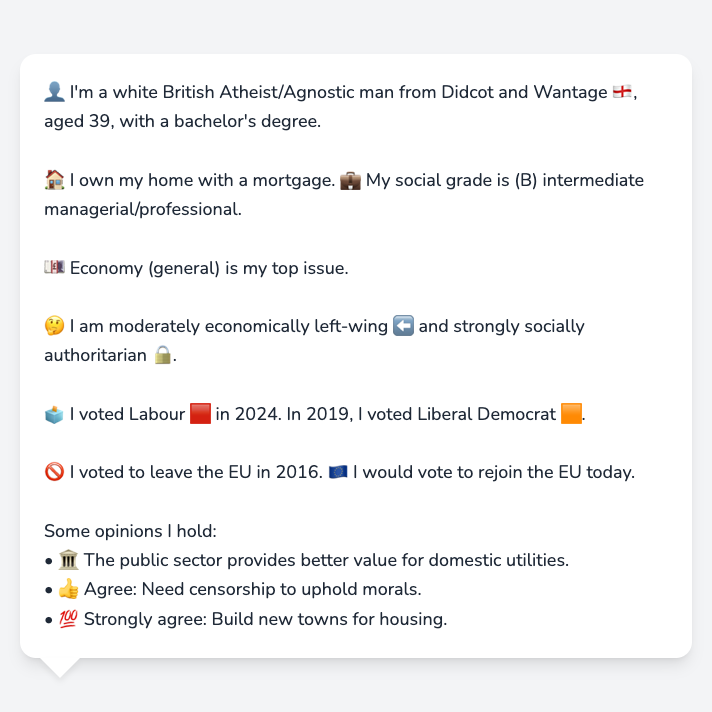 👤 I'm a white British Atheist/Agnostic man from Didcot and Wantage 🏴󠁧󠁢󠁥󠁮󠁧󠁿,
aged 39, with a bachelor's degree.
🏠 I own my home with a mortgage. 💼 My social grade is (B) intermediate
managerial/professional.
💷 Economy (general) is my top issue.
🤔 I am moderately economically left-wing ⬅️ and strongly socially
authoritarian 🔒.
🗳️ I voted Labour 🟥 in 2024. In 2019, I voted Liberal Democrat 🟧.
🚫 I voted to leave the EU in 2016. 🇪🇺 I would vote to rejoin the EU today.
Some opinions I hold:
• 🏛️ The public sector provides better value for domestic utilities.
• 👍 Agree: Need censorship to uphold morals.
• 💯 Strongly agree: Build new towns for housing.